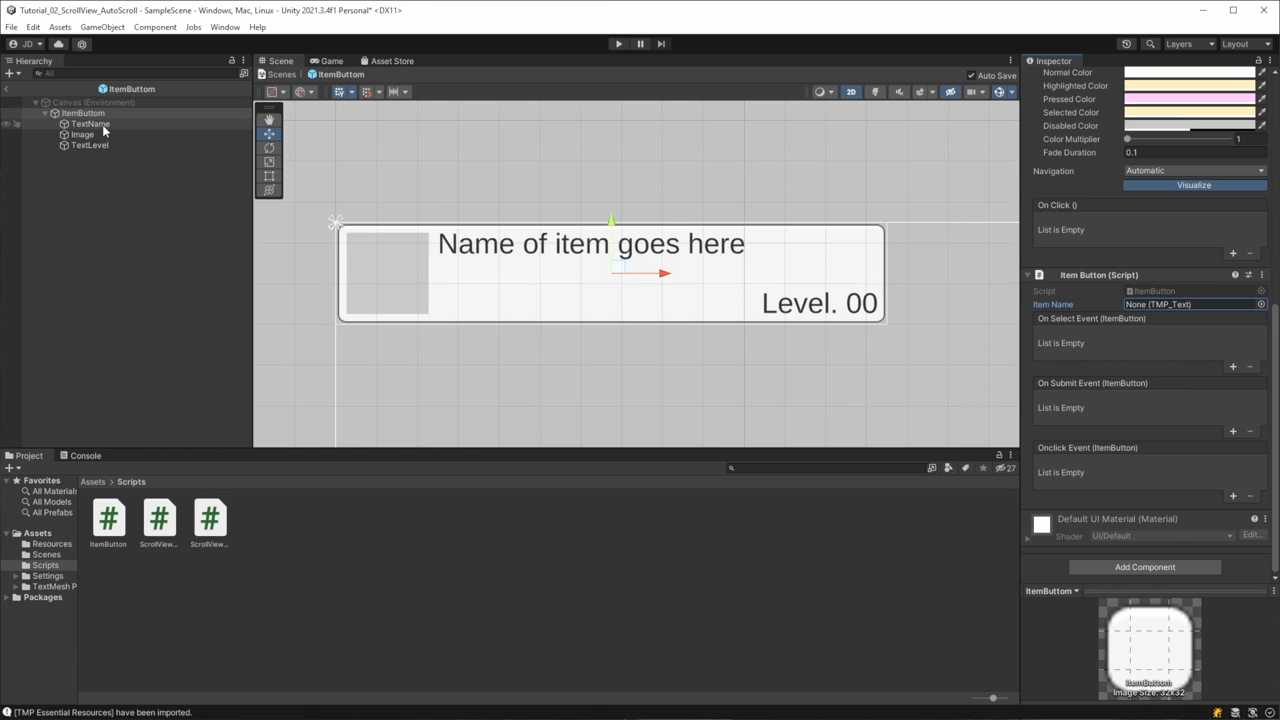 Tutorial_02_ScrollView_AutoScroll - SampleScene - Windows, Mac, Linux - Unity 2021.3.4f1 Personal* <DX11>
File Edit Assets GameObject Component Jobs Window Help
JD Layers Layout
Hierarchy
All
ItemButtom
Canvas (Environment)
ItemButtom
TextName
Image
TextLevel
Scene Game Asset Store
Scenes ItemButtom Auto Save
2D
Name of item goes here
Level. 00
Inspector
Normal Color
Highlighted Color
Pressed Color
Selected Color
Disabled Color
Color Multiplier 1
Fade Duration 0.1
Navigation Automatic
Visualize
On Click ()
List is Empty
Item Button (Script)
Script ItemButton
Item Name None (TMP_Text)
On Select Event (ItemButton)
List is Empty
On Submit Event (ItemButton)
List is Empty
Onclick Event (ItemButton)
List is Empty
Default UI Material (Material)
Shader UI/Default Edit...
Add Component
ItemButtom
ItemButtom
Image Size: 32x32
Project Console
27
Favorites
All Materials
All Models
All Prefabs
Assets
Resources
Scenes
Scripts
Settings
TextMesh P
Packages
Assets Scripts
# # #
ItemButton ScrollView... ScrollView...
[TMP Essential Resources] have been imported.